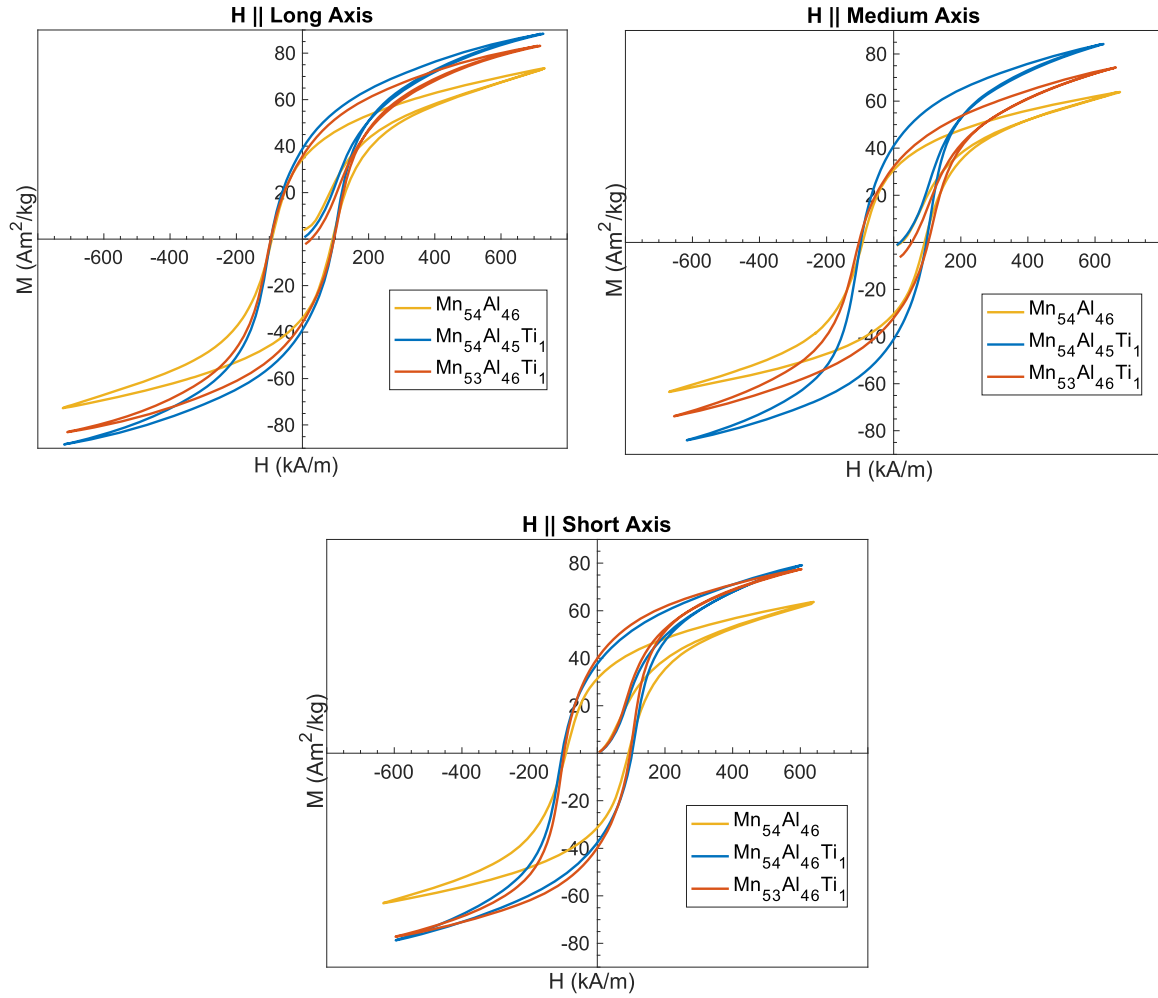 H || Long Axis
80
60
40
20
-600
-400
-200
200
400
600
-20
-40
-60
-80
M (Am²/kg)
H (kA/m)
Mn₅₄Al₄₆
Mn₅₄Al₄₅Ti₁
Mn₅₃Al₄₆Ti₁
H || Medium Axis
80
60
40
20
-600
-400
-200
200
400
600
-20
-40
-60
-80
M (Am²/kg)
H (kA/m)
Mn₅₄Al₄₆
Mn₅₄Al₄₅Ti₁
Mn₅₃Al₄₆Ti₁
H || Short Axis
80
60
40
20
-600
-400
-200
200
400
600
-20
-40
-60
-80
M (Am²/kg)
H (kA/m)
Mn₅₄Al₄₆
Mn₅₄Al₄₆Ti₁
Mn₅₃Al₄₆Ti₁